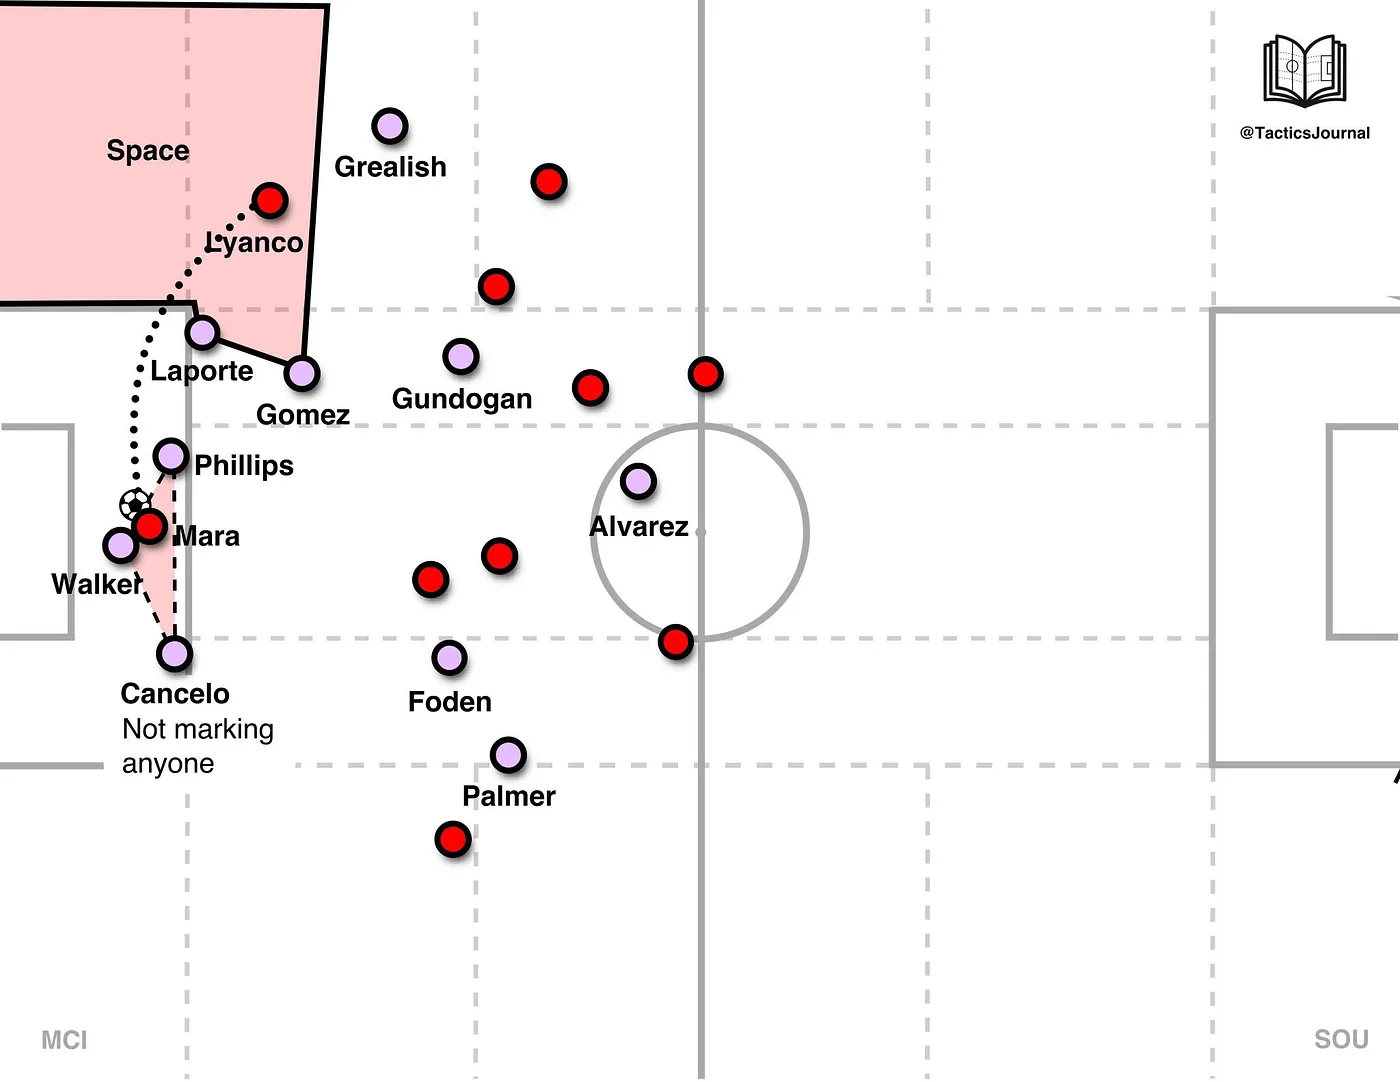 @TacticsJournal
Space
Grealish
Lyanco
Laporte
Gomez
Gundogan
Phillips
Mara
Alvarez
Walker
Cancelo
Not marking
anyone
Foden
Palmer
MCI
SOU